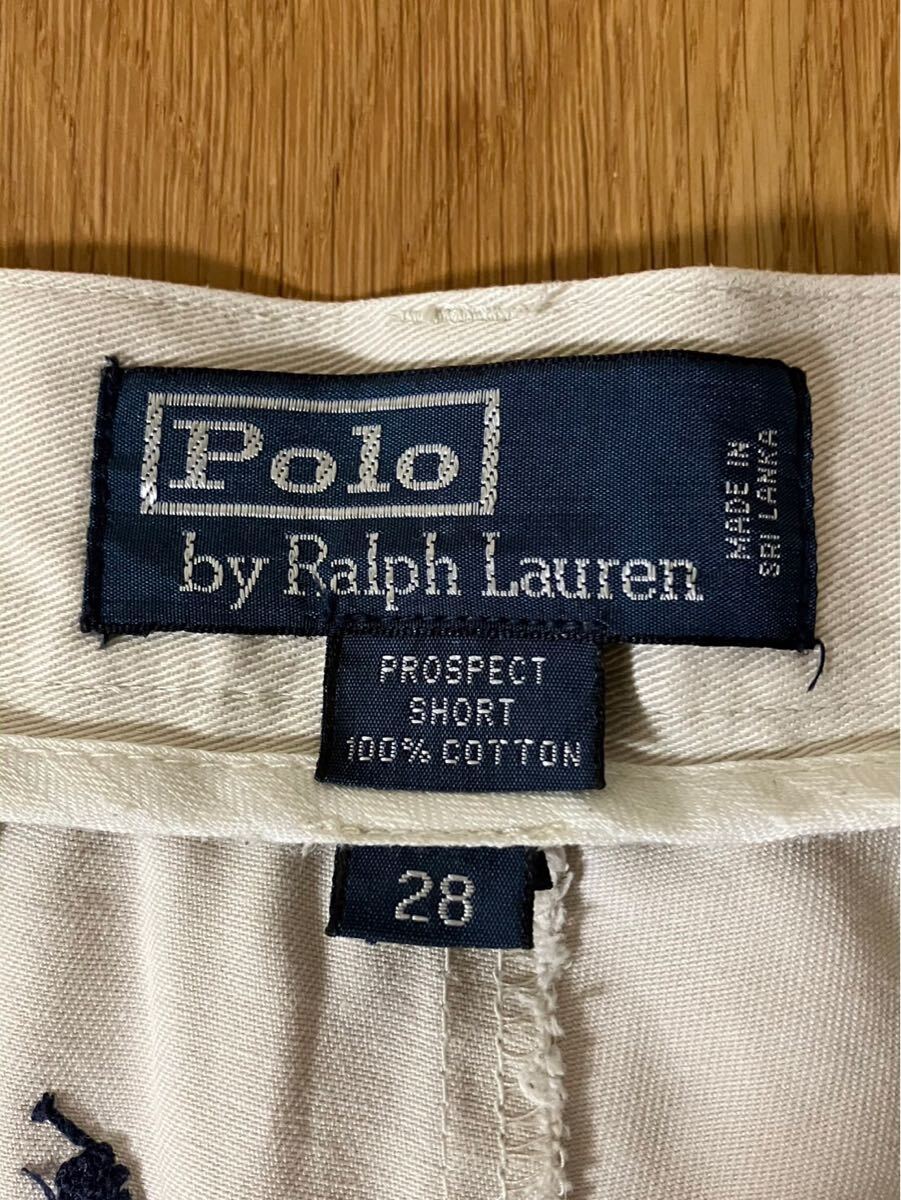 Polo
by Ralph Lauren
MADE IN
SRI LANKA
PROSPECT
SHORT
100% COTTON
28